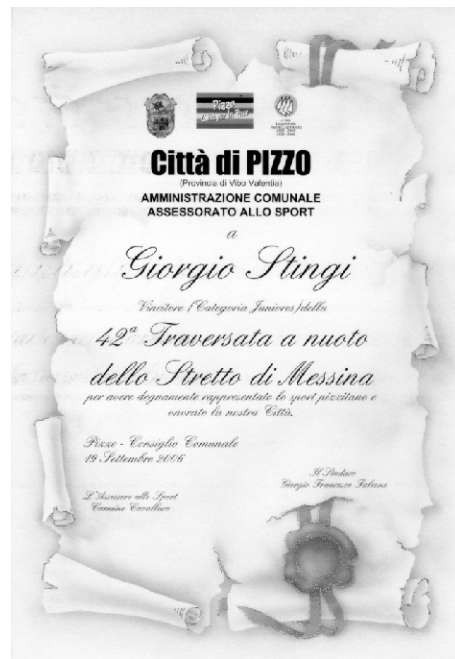 Pizzo
Città di PIZZO
(Provincia di Vibo Valentia)
AMMINISTRAZIONE COMUNALE
ASSESSORATO ALLO SPORT
a
Giorgio Stingi
Vincitore (Categoria Juniores) della
42ª Traversata a nuoto
dello Stretto di Messina
per avere degnamente rappresentato lo sport pizzitano e
onorato la nostra Città.
Pizzo - Consiglio Comunale
19 Settembre 2006
Il Sindaco
Giorgio Francesco Falcone
L'Assessore allo Sport
Carmine Cavallaro